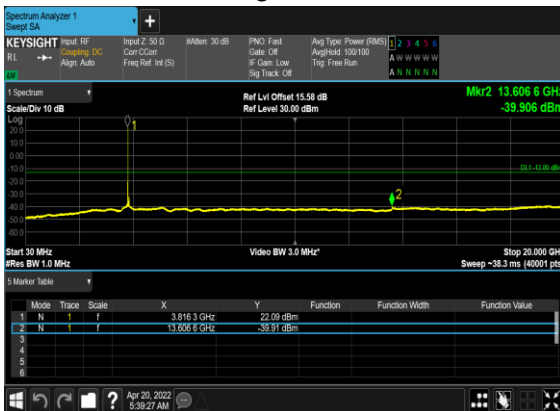 Spectrum Analyzer 1
Swept SA
+
KEYSIGHT Input: RF Input Z: 50 Ω #Atten: 30 dB PNO: Fast Avg Type: Power (RMS) 1 2 3 4 5 6
RL Coupling: DC Corr CCorr Gate: Off Avg|Hold: 100/100 A W W W W W
Align: Auto Freq Ref: Int (S) IF Gain: Low Trig: Free Run
Sig Track: Off A N N N N N
1 Spectrum Ref Lvl Offset 15.58 dB Mkr2 13.606 6 GHz
Scale/Div 10 dB Ref Level 30.00 dBm -39.906 dBm
Log
20.0
10.0
0.00
-10.0
-20.0
-30.0
-40.0
-50.0
-60.0
1
DL1 -13.00 dBm
2
Start 30 MHz Video BW 3.0 MHz* Stop 20.000 GHz
#Res BW 1.0 MHz Sweep ~38.3 ms (40001 pts)
5 Marker Table
Mode Trace Scale X Y Function Function Width Function Value
1 N 1 f 3.816 3 GHz 22.09 dBm
2 N 1 f 13.606 6 GHz -39.91 dBm
3
4
5
6
? Apr 20, 2022
5:39:27 AM